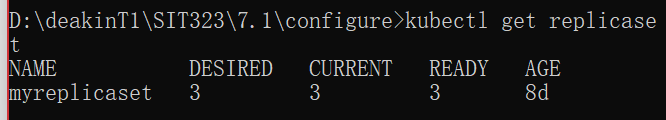 D:\deakinT1\SIT323\7.1\configure>kubectl get replicase
t
NAME DESIRED CURRENT READY AGE
myreplicaset 3 3 3 8d